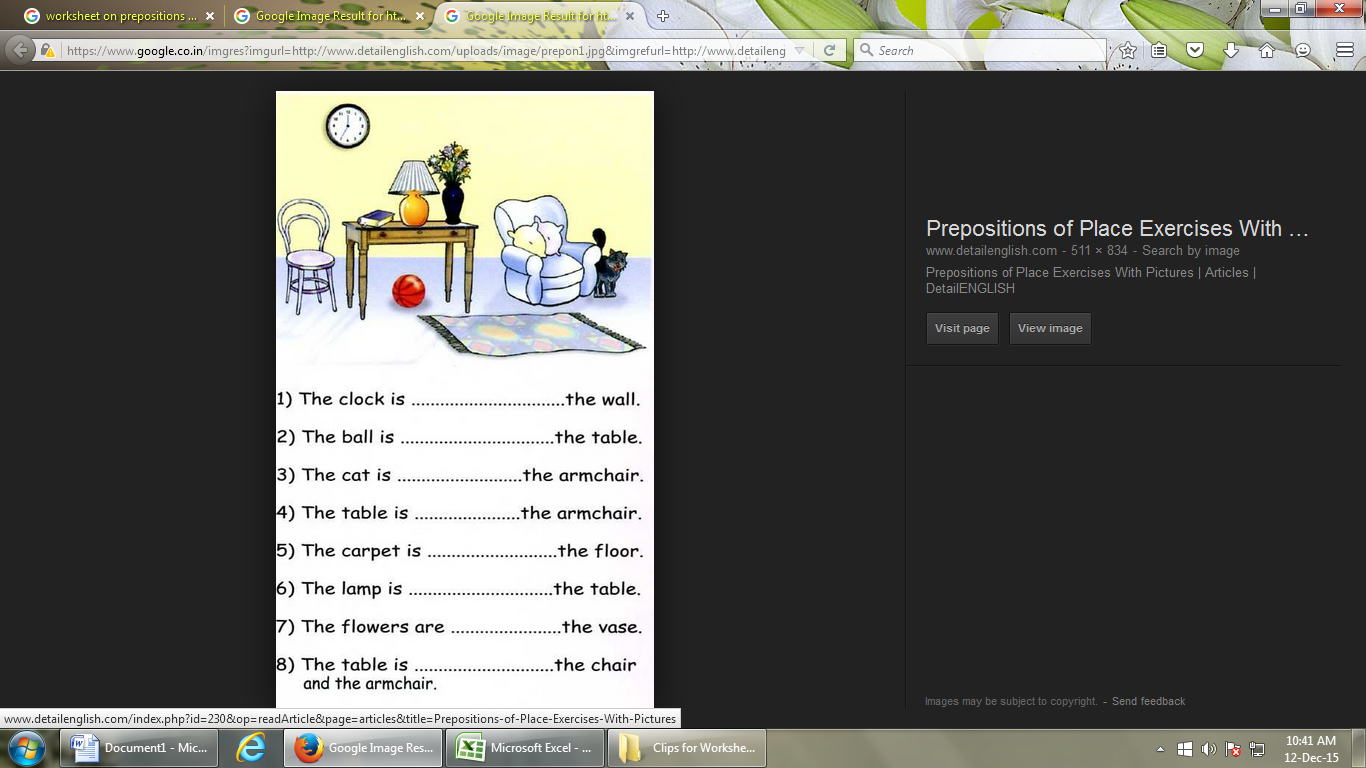 worksheet on prepositions ...
Google Image Result for ht...
Google Image Result for ht...
https://www.google.co.in/imgres?imgurl=http://www.detailenglish.com/uploads/image/prepon1.jpg&imgrefurl=http://www.detaileng
Search
Prepositions of Place Exercises With ...
www.detailenglish.com - 511 × 834 - Search by image
Prepositions of Place Exercises With Pictures | Articles |
DetailENGLISH
Visit page
View image
1) The clock is ................................the wall.
2) The ball is ................................the table.
3) The cat is ..........................the armchair.
4) The table is ......................the armchair.
5) The carpet is ...........................the floor.
6) The lamp is ..............................the table.
7) The flowers are .......................the vase.
8) The table is .............................the chair
and the armchair.
Images may be subject to copyright. - Send feedback
www.detailenglish.com/index.php?id=230&op=readArticle&page=articles&title=Prepositions-of-Place-Exercises-With-Pictures
Document1 - Mic...
Google Image Res...
Microsoft Excel - ...
Clips for Workshe...
10:41 AM
12-Dec-15